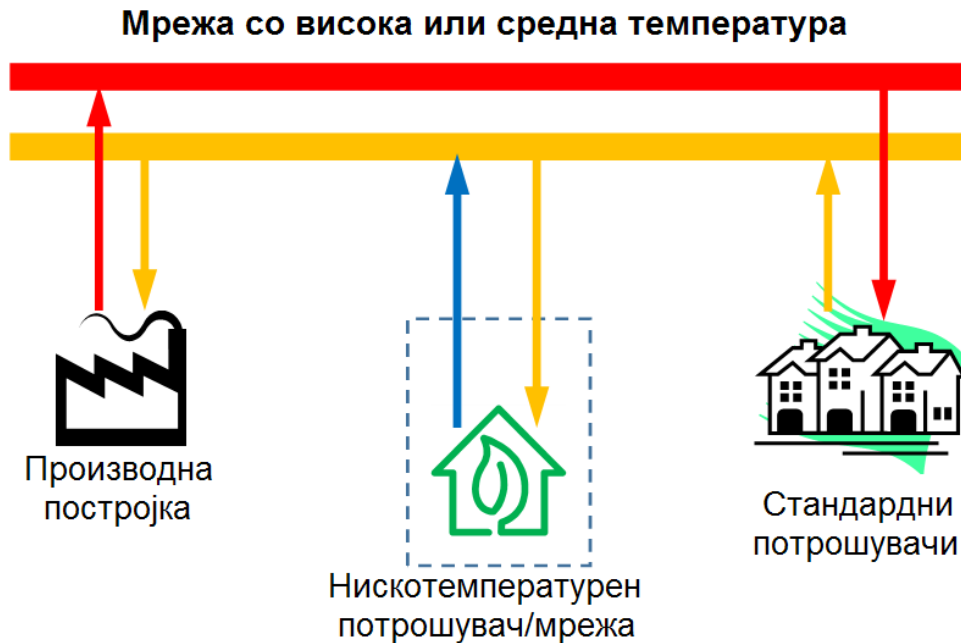 Мрежа со висока или средна температура
Производна
постројка
Нискотемпературен
потрошувач/мрежа
Стандардни
потрошувачи